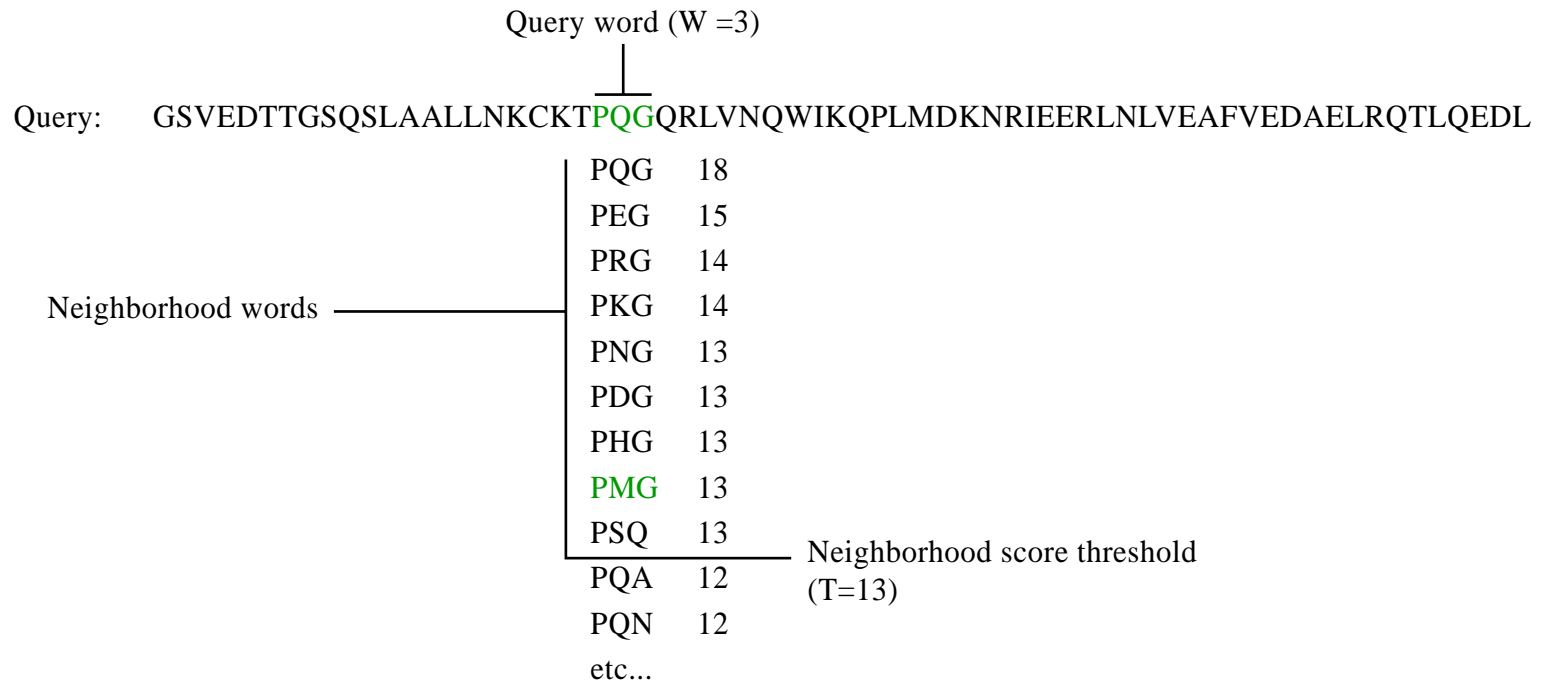 Query word (W =3)
Query: GSVEDTTGSQSLAALLNKCKTPQGQRLVNQWIKQPLMDKNRIEERLNLVEAFVEDAELRQTLQEDL
PQG 18
PEG 15
PRG 14
PKG 14
Neighborhood words
PNG 13
PDG 13
PHG 13
PMG 13
PSQ 13
Neighborhood score threshold
(T=13)
PQA 12
PQN 12
etc...